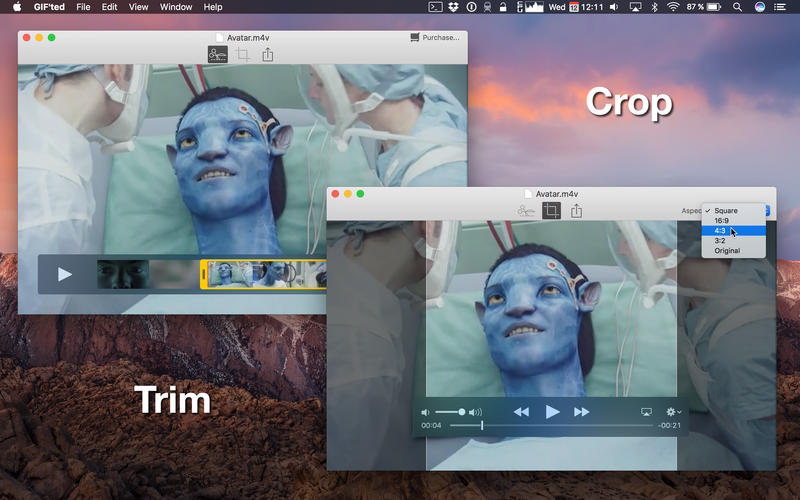 GIF'ted File Edit View Window Help Wed 12:11 87 %
Avatar.m4v
Purchase...
Crop
Avatar.m4v
Aspec
✓ Square
16:9
4:3
3:2
Original
Trim
00:04 -00:21